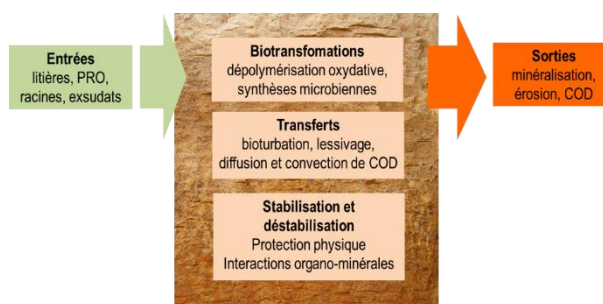 Entrées
litières, PRO,
racines, exsudats
Biotransfomations
dépolymérisation oxydative,
synthèses microbiennes
Transferts
bioturbation, lessivage,
diffusion et convection de COD
Stabilisation et
déstabilisation
Protection physique
Interactions organo-minérales
Sorties
minéralisation,
érosion, COD